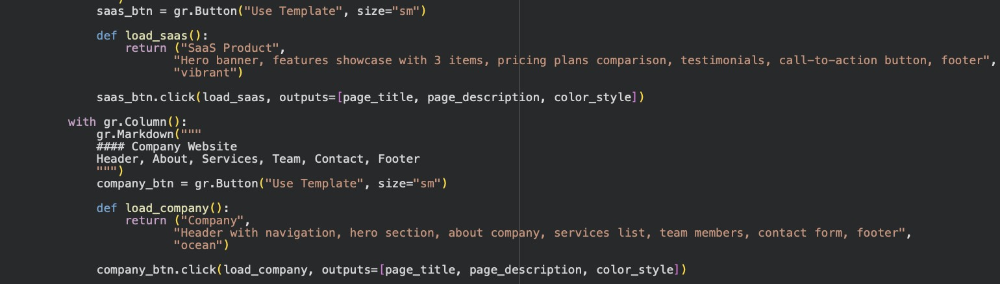 saas_btn = gr.Button("Use Template", size="sm")
def load_saas():
return ("SaaS Product",
"Hero banner, features showcase with 3 items, pricing plans comparison, testimonials, call-to-action button, footer",
"vibrant")
saas_btn.click(load_saas, outputs=[page_title, page_description, color_style])
with gr.Column():
gr.Markdown("""
#### Company Website
Header, About, Services, Team, Contact, Footer
""")
company_btn = gr.Button("Use Template", size="sm")
def load_company():
return ("Company",
"Header with navigation, hero section, about company, services list, team members, contact form, footer",
"ocean")
company_btn.click(load_company, outputs=[page_title, page_description, color_style])